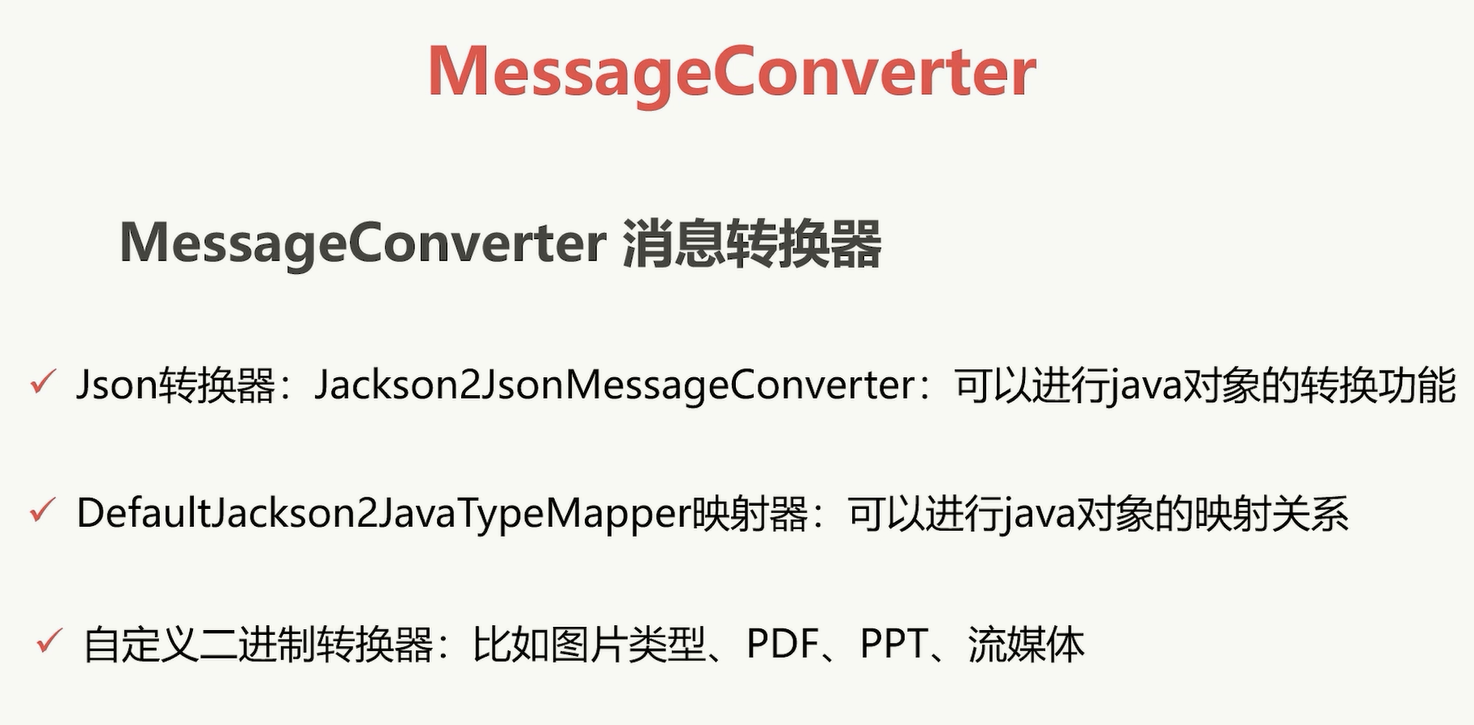 MessageConverter
MessageConverter 消息转换器
✓ Json转换器：Jackson2JsonMessageConverter：可以进行java对象的转换功能
✓ DefaultJackson2JavaTypeMapper映射器：可以进行java对象的映射关系
✓ 自定义二进制转换器：比如图片类型、PDF、PPT、流媒体